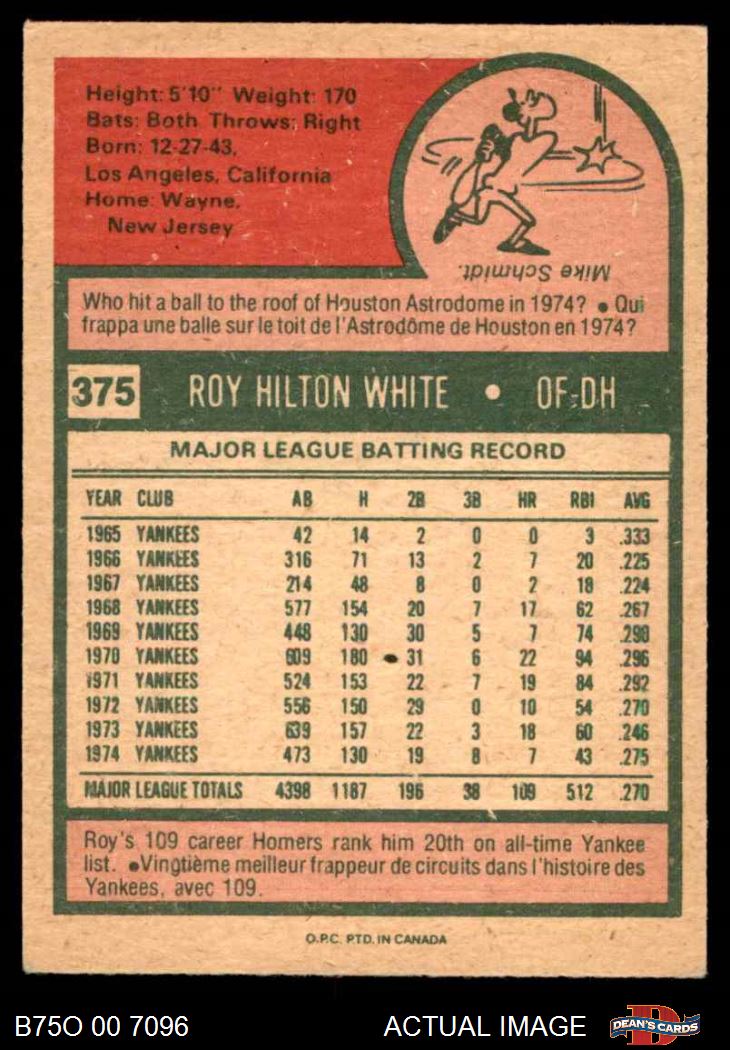 Height: 5'10" Weight: 170
Bats: Both Throws: Right
Born: 12-27-43,
Los Angeles, California
Home: Wayne,
New Jersey
Mike Schmidt.
Who hit a ball to the roof of Houston Astrodome in 1974? ● Qui
frappa une balle sur le toit de l'Astrodôme de Houston en 1974?
375 ROY HILTON WHITE • OF-DH
MAJOR LEAGUE BATTING RECORD
YEAR CLUB AB H 2B 3B HR RBI AVG
1965 YANKEES 42 14 2 0 0 3 .333
1966 YANKEES 316 71 13 2 7 20 .225
1967 YANKEES 214 48 8 0 2 18 .224
1968 YANKEES 577 154 20 7 17 62 .267
1969 YANKEES 448 130 30 5 7 74 .290
1970 YANKEES 609 180 31 6 22 94 .296
1971 YANKEES 524 153 22 7 19 84 .292
1972 YANKEES 556 150 29 0 10 54 .270
1973 YANKEES 639 157 22 3 18 60 .246
1974 YANKEES 473 130 19 8 7 43 .275
MAJOR LEAGUE TOTALS 4398 1187 196 38 109 512 .270
Roy's 109 career Homers rank him 20th on all-time Yankee
list. ●Vingtième meilleur frappeur de circuits dans l'histoire des
Yankees, avec 109.
O.P.C. PTD. IN CANADA
B75O 00 7096 ACTUAL IMAGE DEAN'S CARDS